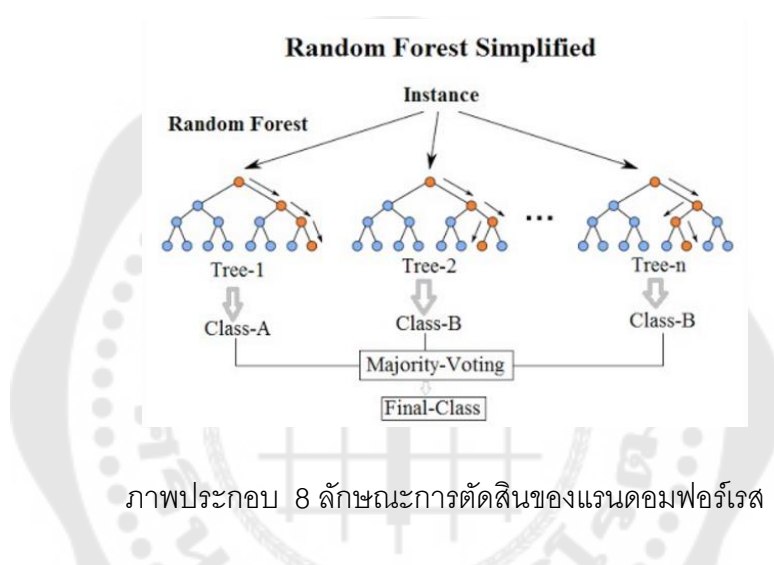 Random Forest Simplified
Instance
Random Forest
...
Tree-1 Tree-2 Tree-n
Class-A Class-B Class-B
Majority-Voting
Final-Class
ภาพประกอบ 8 ลักษณะการตัดสินของแรนดอมฟอร์เรส